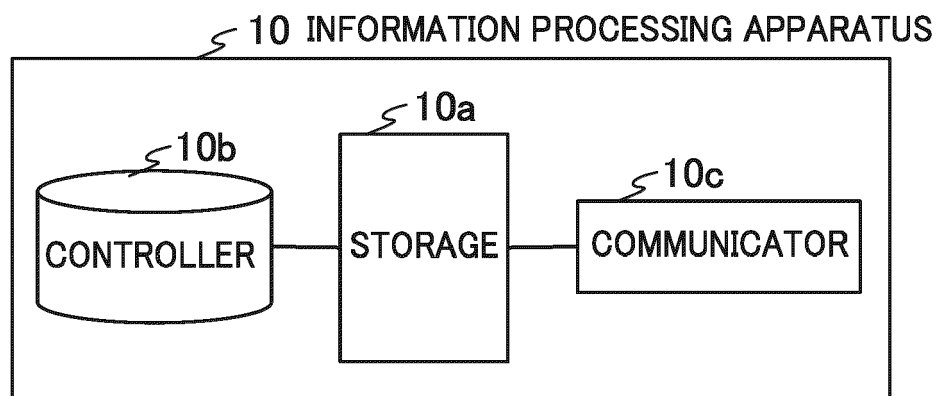 10 INFORMATION PROCESSING APPARATUS
10b
10a
10c
CONTROLLER
STORAGE
COMMUNICATOR